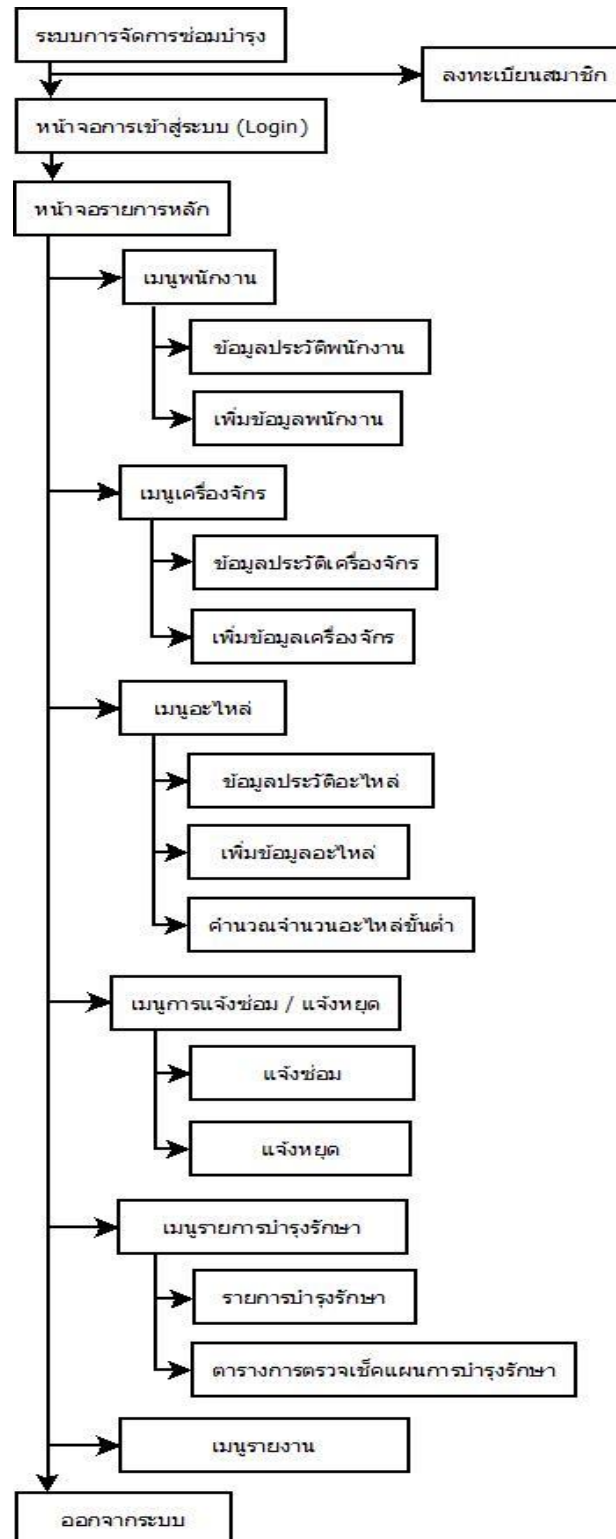 ระบบการจัดการซ่อมบำรุง
ลงทะเบียนสมาชิก
หน้าจอการเข้าสู่ระบบ (Login)
หน้าจอรายการหลัก
เมนูพนักงาน
ข้อมูลประวัติพนักงาน
เพิ่มข้อมูลพนักงาน
เมนูเครื่องจักร
ข้อมูลประวัติเครื่องจักร
เพิ่มข้อมูลเครื่องจักร
เมนูอะไหล่
ข้อมูลประวัติอะไหล่
เพิ่มข้อมูลอะไหล่
คำนวณจำนวนอะไหล่ขั้นต่ำ
เมนูการแจ้งซ่อม / แจ้งหยุด
แจ้งซ่อม
แจ้งหยุด
เมนูรายการบำรุงรักษา
รายการบำรุงรักษา
ตารางการตรวจเช็คแผนการบำรุงรักษา
เมนูรายงาน
ออกจากระบบ